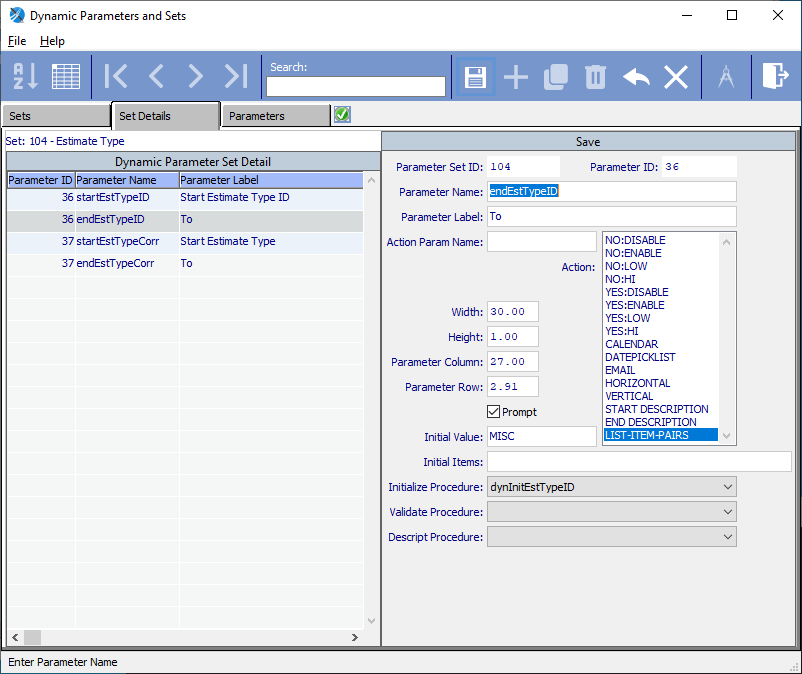 Dynamic Parameters and Sets
File Help
A Z
Search:
Sets Set Details Parameters
Set: 104 - Estimate Type
Dynamic Parameter Set Detail
Parameter ID Parameter Name Parameter Label
36 startEstTypeID Start Estimate Type ID
36 endEstTypeID To
37 startEstTypeCorr Start Estimate Type
37 endEstTypeCorr To
Save
Parameter Set ID: 104 Parameter ID: 36
Parameter Name: endEstTypeID
Parameter Label: To
Action Param Name:
Action:
NO:DISABLE
NO:ENABLE
NO:LOW
NO:HI
YES:DISABLE
YES:ENABLE
YES:LOW
YES:HI
CALENDAR
DATEPICKLIST
EMAIL
HORIZONTAL
VERTICAL
START DESCRIPTION
END DESCRIPTION
LIST-ITEM-PAIRS
Width: 30.00
Height: 1.00
Parameter Column: 27.00
Parameter Row: 2.91
Prompt
Initial Value: MISC
Initial Items:
Initialize Procedure: dynInitEstTypeID
Validate Procedure:
Descript Procedure:
Enter Parameter Name